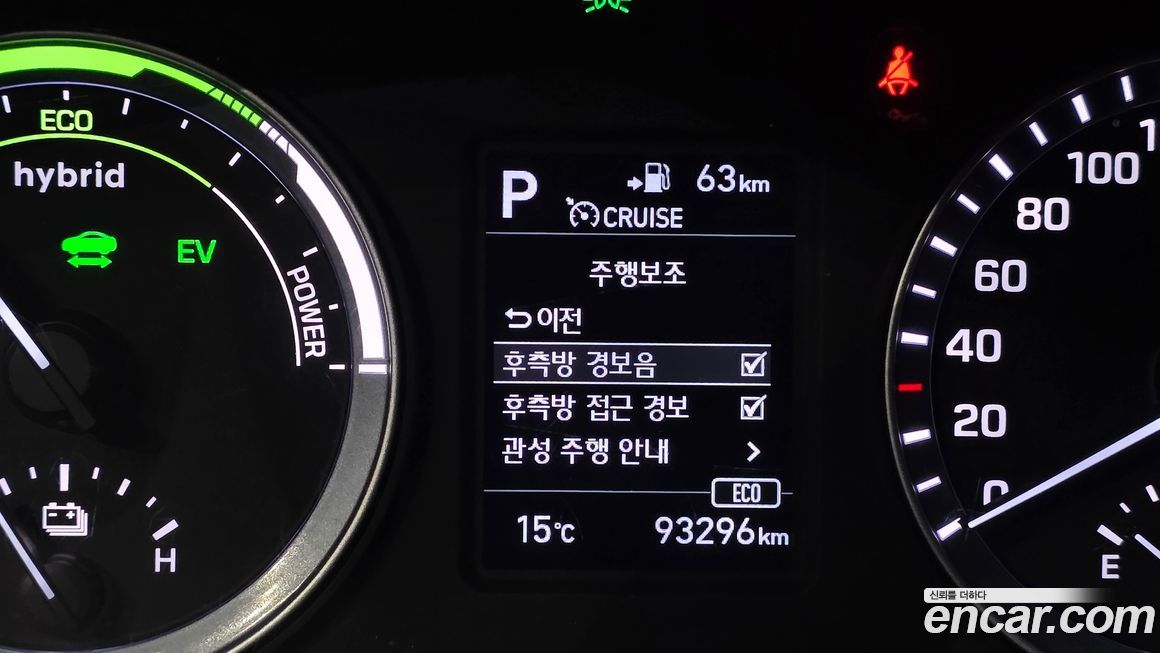 ECO
hybrid
EV
POWER
H
P
63km
CRUISE
주행보조
이전
후측방 경보음
후측방 접근 경보
관성 주행 안내
ECO
15℃
93296km
100
80
60
40
20
0
E
신뢰를 더하다
encar.com